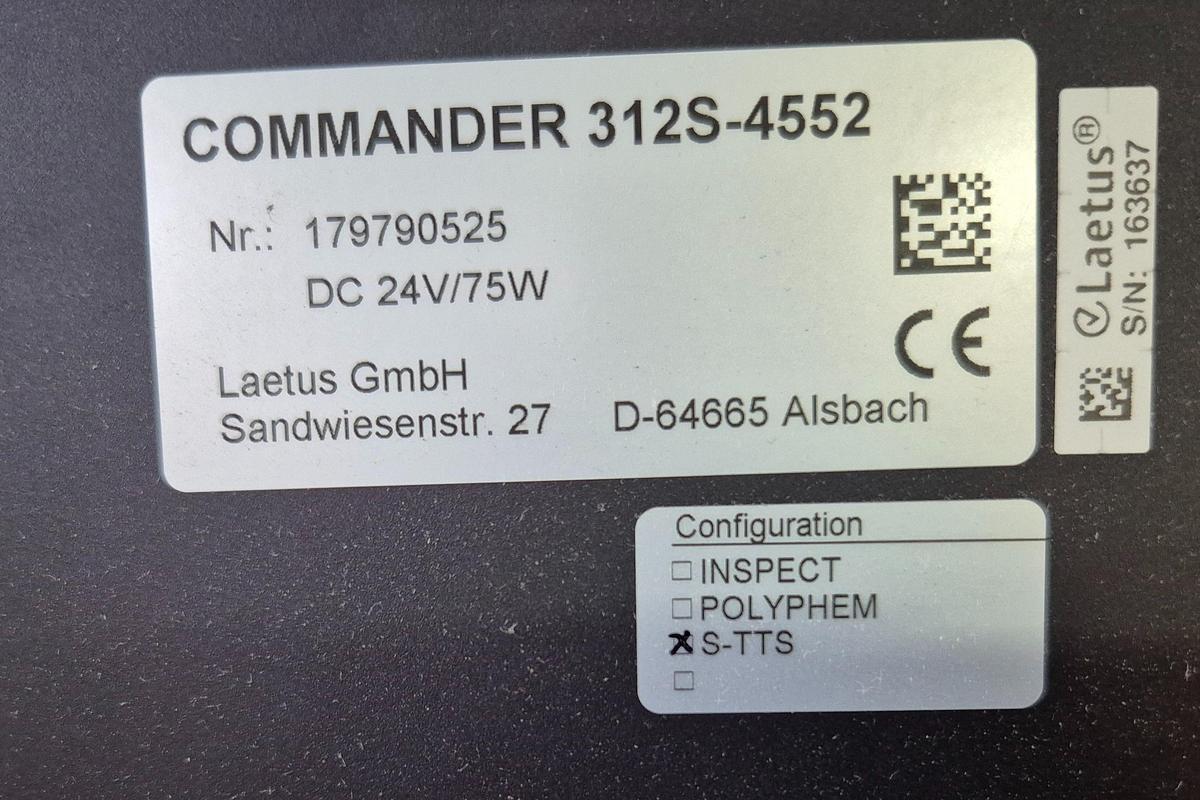 COMMANDER 312S-4552
Nr.: 179790525
DC 24V/75W
Laetus GmbH
Sandwiesenstr. 27 D-64665 Alsbach
CE
Laetus®
S/N: 163637
Configuration
☐ INSPECT
☐ POLYPHEM
☒ S-TTS
☐